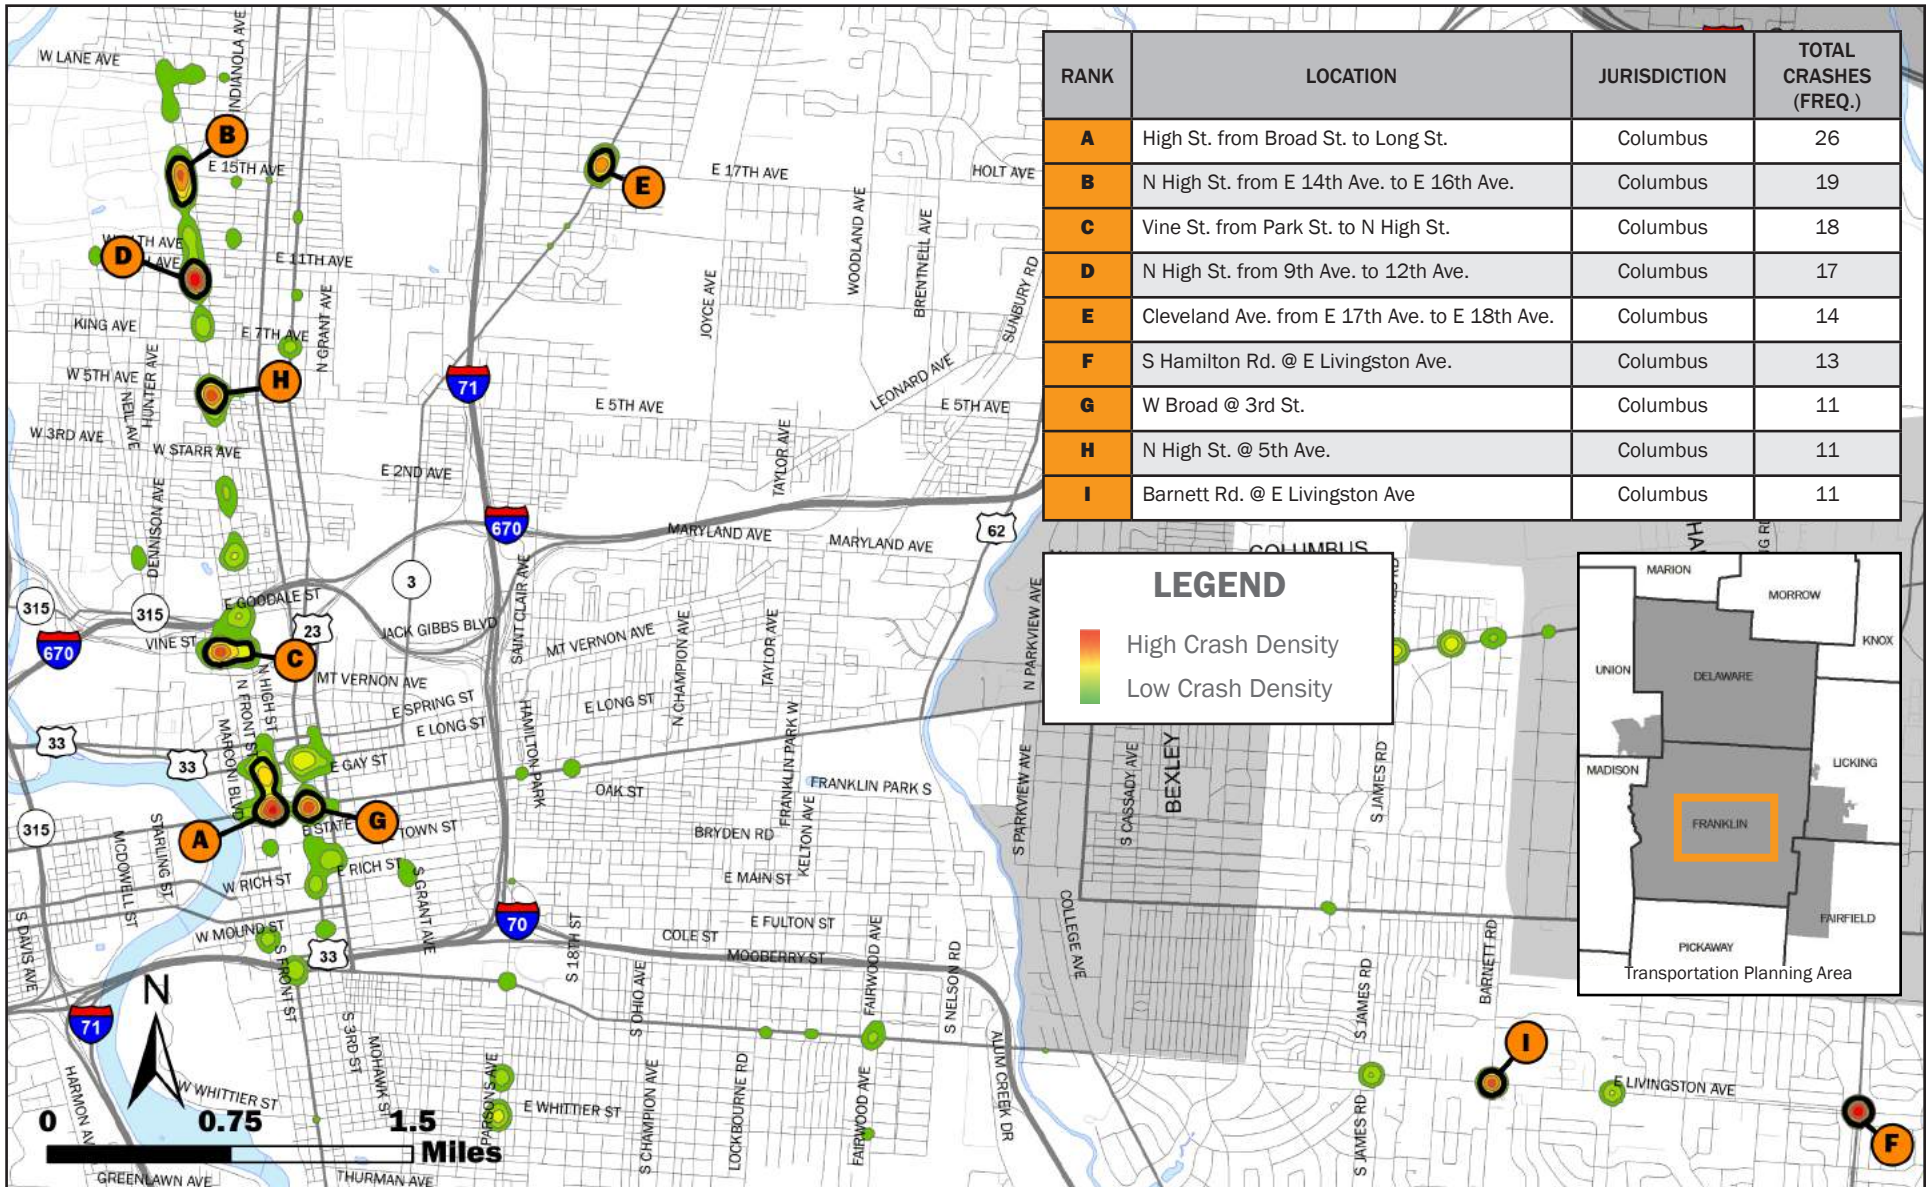 RANK LOCATION JURISDICTION TOTAL CRASHES (FREQ.)
A High St. from Broad St. to Long St. Columbus 26
B N High St. from E 14th Ave. to E 16th Ave. Columbus 19
C Vine St. from Park St. to N High St. Columbus 18
D N High St. from 9th Ave. to 12th Ave. Columbus 17
E Cleveland Ave. from E 17th Ave. to E 18th Ave. Columbus 14
F S Hamilton Rd. @ E Livingston Ave. Columbus 13
G W Broad @ 3rd St. Columbus 11
H N High St. @ 5th Ave. Columbus 11
I Barnett Rd. @ E Livingston Ave Columbus 11
LEGEND
High Crash Density
Low Crash Density
MARION
MORROW
KNOX
UNION
DELAWARE
LICKING
MADISON
FRANKLIN
FAIRFIELD
PICKAWAY
Transportation Planning Area
W LANE AVE
INDIANOLA AVE
B
E 15TH AVE
E
E 17TH AVE
HOLT AVE
D
E 11TH AVE
WOODLAND AVE
BRENTNELL AVE
SUNBURY RD
JOYCE AVE
KING AVE
E 7TH AVE
N GRANT AVE
HUNTER AVE
W 5TH AVE
NEIL AVE
H
71
LEONARD AVE
E 5TH AVE
E 5TH AVE
W 3RD AVE
W STARR AVE
E 2ND AVE
TAYLOR AVE
DENNISON AVE
670
MARYLAND AVE
MARYLAND AVE
62
COLUMBUS
3
315
315
E GOODALE ST
23
JACK GIBBS BLVD
SAINT CLAIR AVE
MT VERNON AVE
N CHAMPION AVE
TAYLOR AVE
N PARKVIEW AVE
670
VINE ST
C
MT VERNON AVE
N HIGH ST
N FRONT ST
MARCONI BLVD
E SPRING ST
E LONG ST
E LONG ST
HAMILTON PARK
FRANKLIN PARK W
33
33
E GAY ST
OAK ST
FRANKLIN PARK S
S PARKVIEW AVE
S CASSADY AVE
BEXLEY
S JAMES RD
315
A
G
E STATE
TOWN ST
BRYDEN RD
KELTON AVE
MCDOWELL ST
STARLING ST
W RICH ST
E RICH ST
S GRANT AVE
E MAIN ST
COLLEGE AVE
S DAVIS AVE
W MOUND ST
S FRONT ST
33
70
S 18TH ST
E FULTON ST
COLE ST
MOOBERRY ST
FAIRWOOD AVE
S NELSON RD
BARNETT RD
S JAMES RD
N
71
S 3RD ST
MOHAWK ST
S OHIO AVE
ALUM CREEK DR
I
HARMON AV
W WHITTIER ST
PARSONS AVE
E WHITTIER ST
S CHAMPION AVE
LOCKBOURNE RD
FAIRWOOD AVE
S JAMES RD
E LIVINGSTON AVE
F
0 0.75 1.5
Miles
GREENLAWN AVE
THURMAN AVE